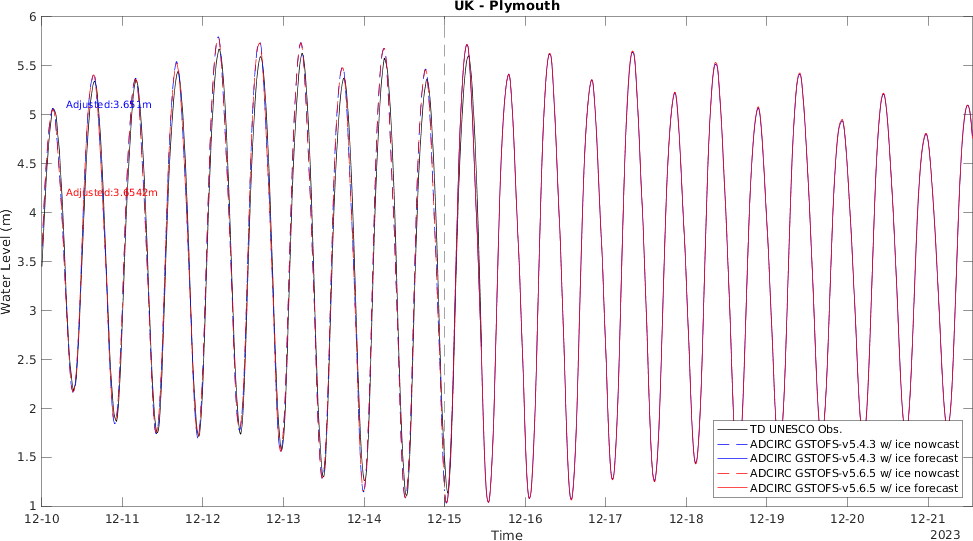 UK - Plymouth
6
5.5
5
4.5
4
3.5
3
2.5
2
1.5
1
Water Level (m)
Adjusted:3.651m
Adjusted:3.6542m
TD UNESCO Obs.
ADCIRC GSTOFS-v5.4.3 w/ ice nowcast
ADCIRC GSTOFS-v5.4.3 w/ ice forecast
ADCIRC GSTOFS-v5.6.5 w/ ice nowcast
ADCIRC GSTOFS-v5.6.5 w/ ice forecast
12-10 12-11 12-12 12-13 12-14 12-15 12-16 12-17 12-18 12-19 12-20 12-21
2023
Time